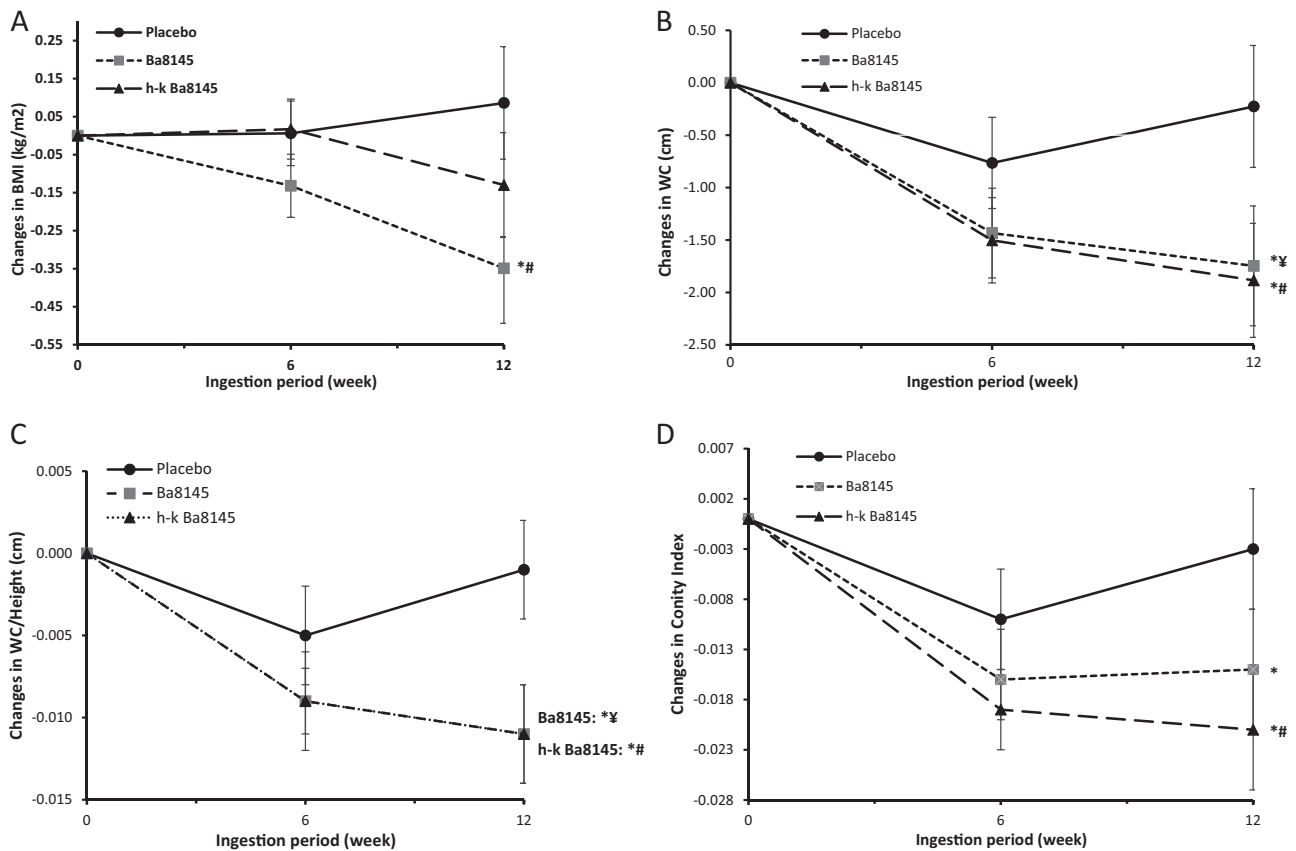 A
Placebo
Ba8145
h-k Ba8145
0.25
0.15
0.05
-0.05
-0.15
-0.25
-0.35
-0.45
-0.55
Changes in BMI (kg/m2)
*#
0
6
12
Ingestion period (week)
B
Placebo
Ba8145
h-k Ba8145
0.50
0.00
-0.50
-1.00
-1.50
-2.00
-2.50
Changes in WC (cm)
*¥
*#
0
6
12
Ingestion period (week)
C
Placebo
Ba8145
h-k Ba8145
0.005
0.000
-0.005
-0.010
-0.015
Changes in WC/Height (cm)
Ba8145: *¥
h-k Ba8145: *#
0
6
12
Ingestion period (week)
D
Placebo
Ba8145
h-k Ba8145
0.007
0.002
-0.003
-0.008
-0.013
-0.018
-0.023
-0.028
Changes in Conity Index
*
*#
0
6
12
Ingestion period (week)